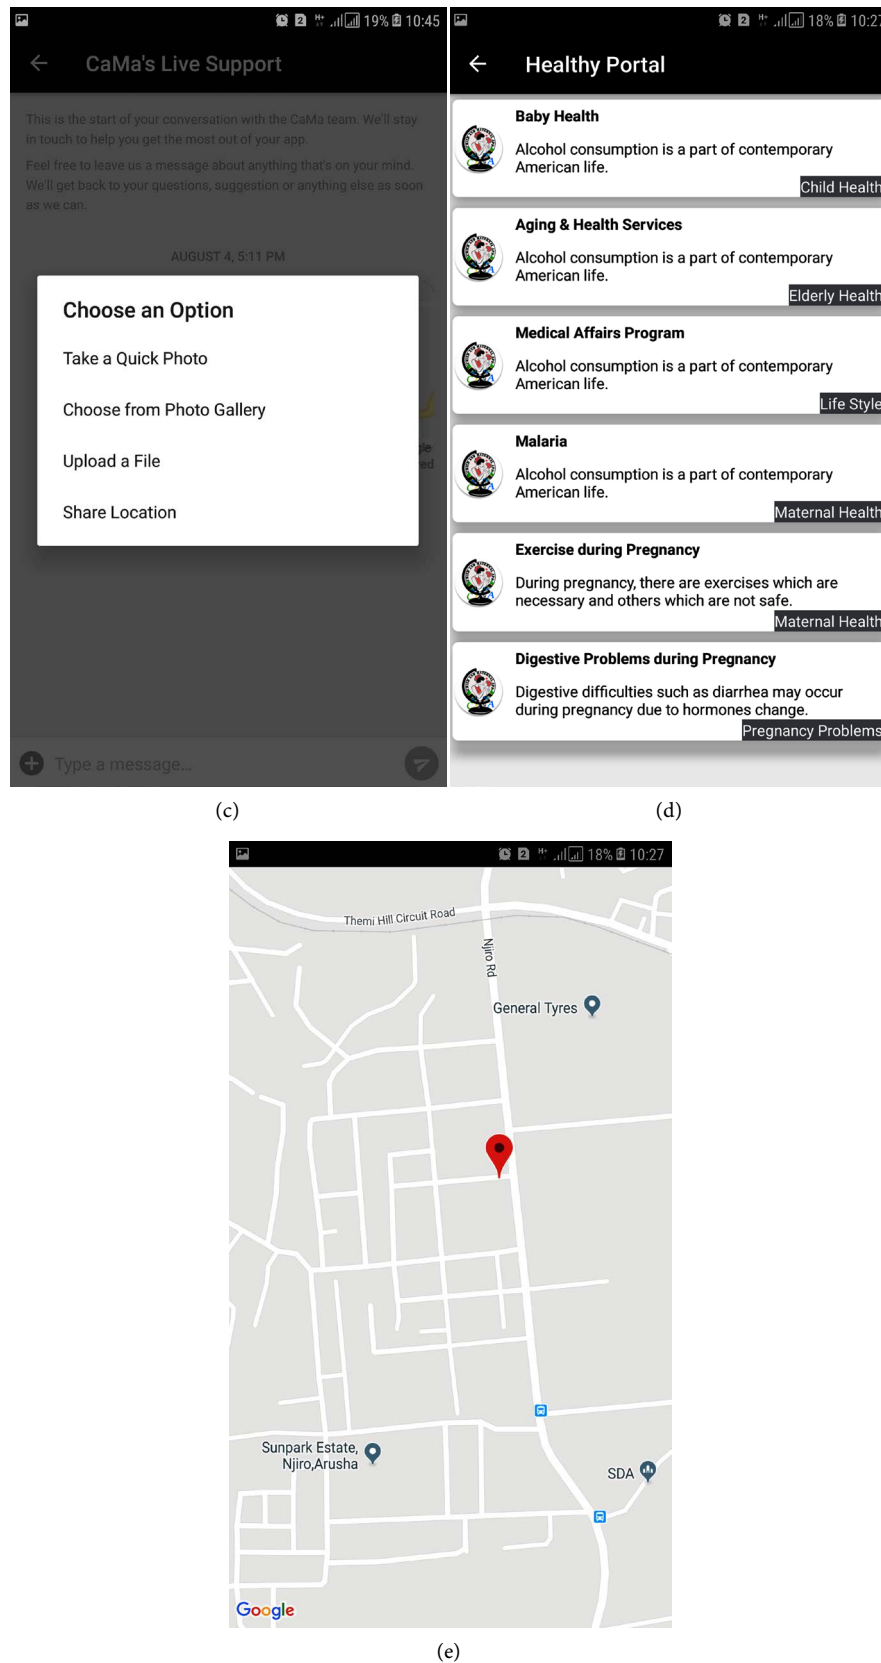 19% 10:45
CaMa's Live Support
This is the start of your conversation with the CaMa team. We'll stay
in touch to help you get the most out of your app.
Feel free to leave us a message about anything that's on your mind.
We'll get back to your questions, suggestion or anything else as soon
as we can.
AUGUST 4, 5:11 PM
Choose an Option
Take a Quick Photo
Choose from Photo Gallery
Upload a File
Share Location
Type a message...
(c)
2 H+ 18% 10:27
Healthy Portal
Baby Health
Alcohol consumption is a part of contemporary
American life.
Child Health
Aging & Health Services
Alcohol consumption is a part of contemporary
American life.
Elderly Health
Medical Affairs Program
Alcohol consumption is a part of contemporary
American life.
Life Style
Malaria
Alcohol consumption is a part of contemporary
American life.
Maternal Health
Exercise during Pregnancy
During pregnancy, there are exercises which are
necessary and others which are not safe.
Maternal Health
Digestive Problems during Pregnancy
Digestive difficulties such as diarrhea may occur
during pregnancy due to hormones change.
Pregnancy Problems
(d)
2 H+ 18% 10:27
Themi Hill Circuit Road
Njiro Rd
General Tyres
Sunpark Estate,
Njiro,Arusha
SDA
Google
(e)